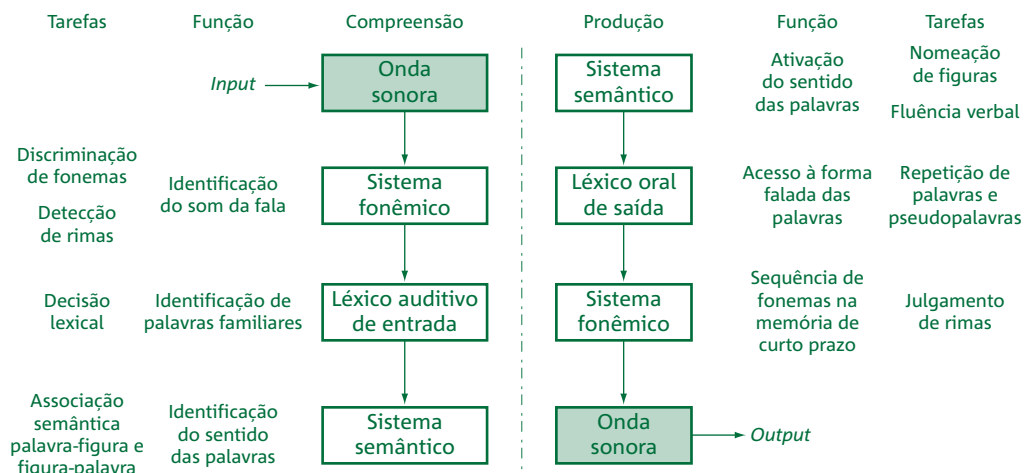 Tarefas
Função
Compreensão
Produção
Função
Tarefas
Input
Onda
sonora
Sistema
semântico
Ativação
do sentido
das palavras
Nomeação
de figuras
Fluência verbal
Discriminação
de fonemas
Detecção
de rimas
Identificação
do som da fala
Sistema
fonêmico
Léxico oral
de saída
Acesso à forma
falada das
palavras
Repetição de
palavras e
pseudopalavras
Decisão
lexical
Identificação de
palavras familiares
Léxico auditivo
de entrada
Sistema
fonêmico
Sequência de
fonemas na
memória de
curto prazo
Julgamento
de rimas
Associação
semântica
palavra-figura e
figura-palavra
Identificação
do sentido
das palavras
Sistema
semântico
Onda
sonora
Output